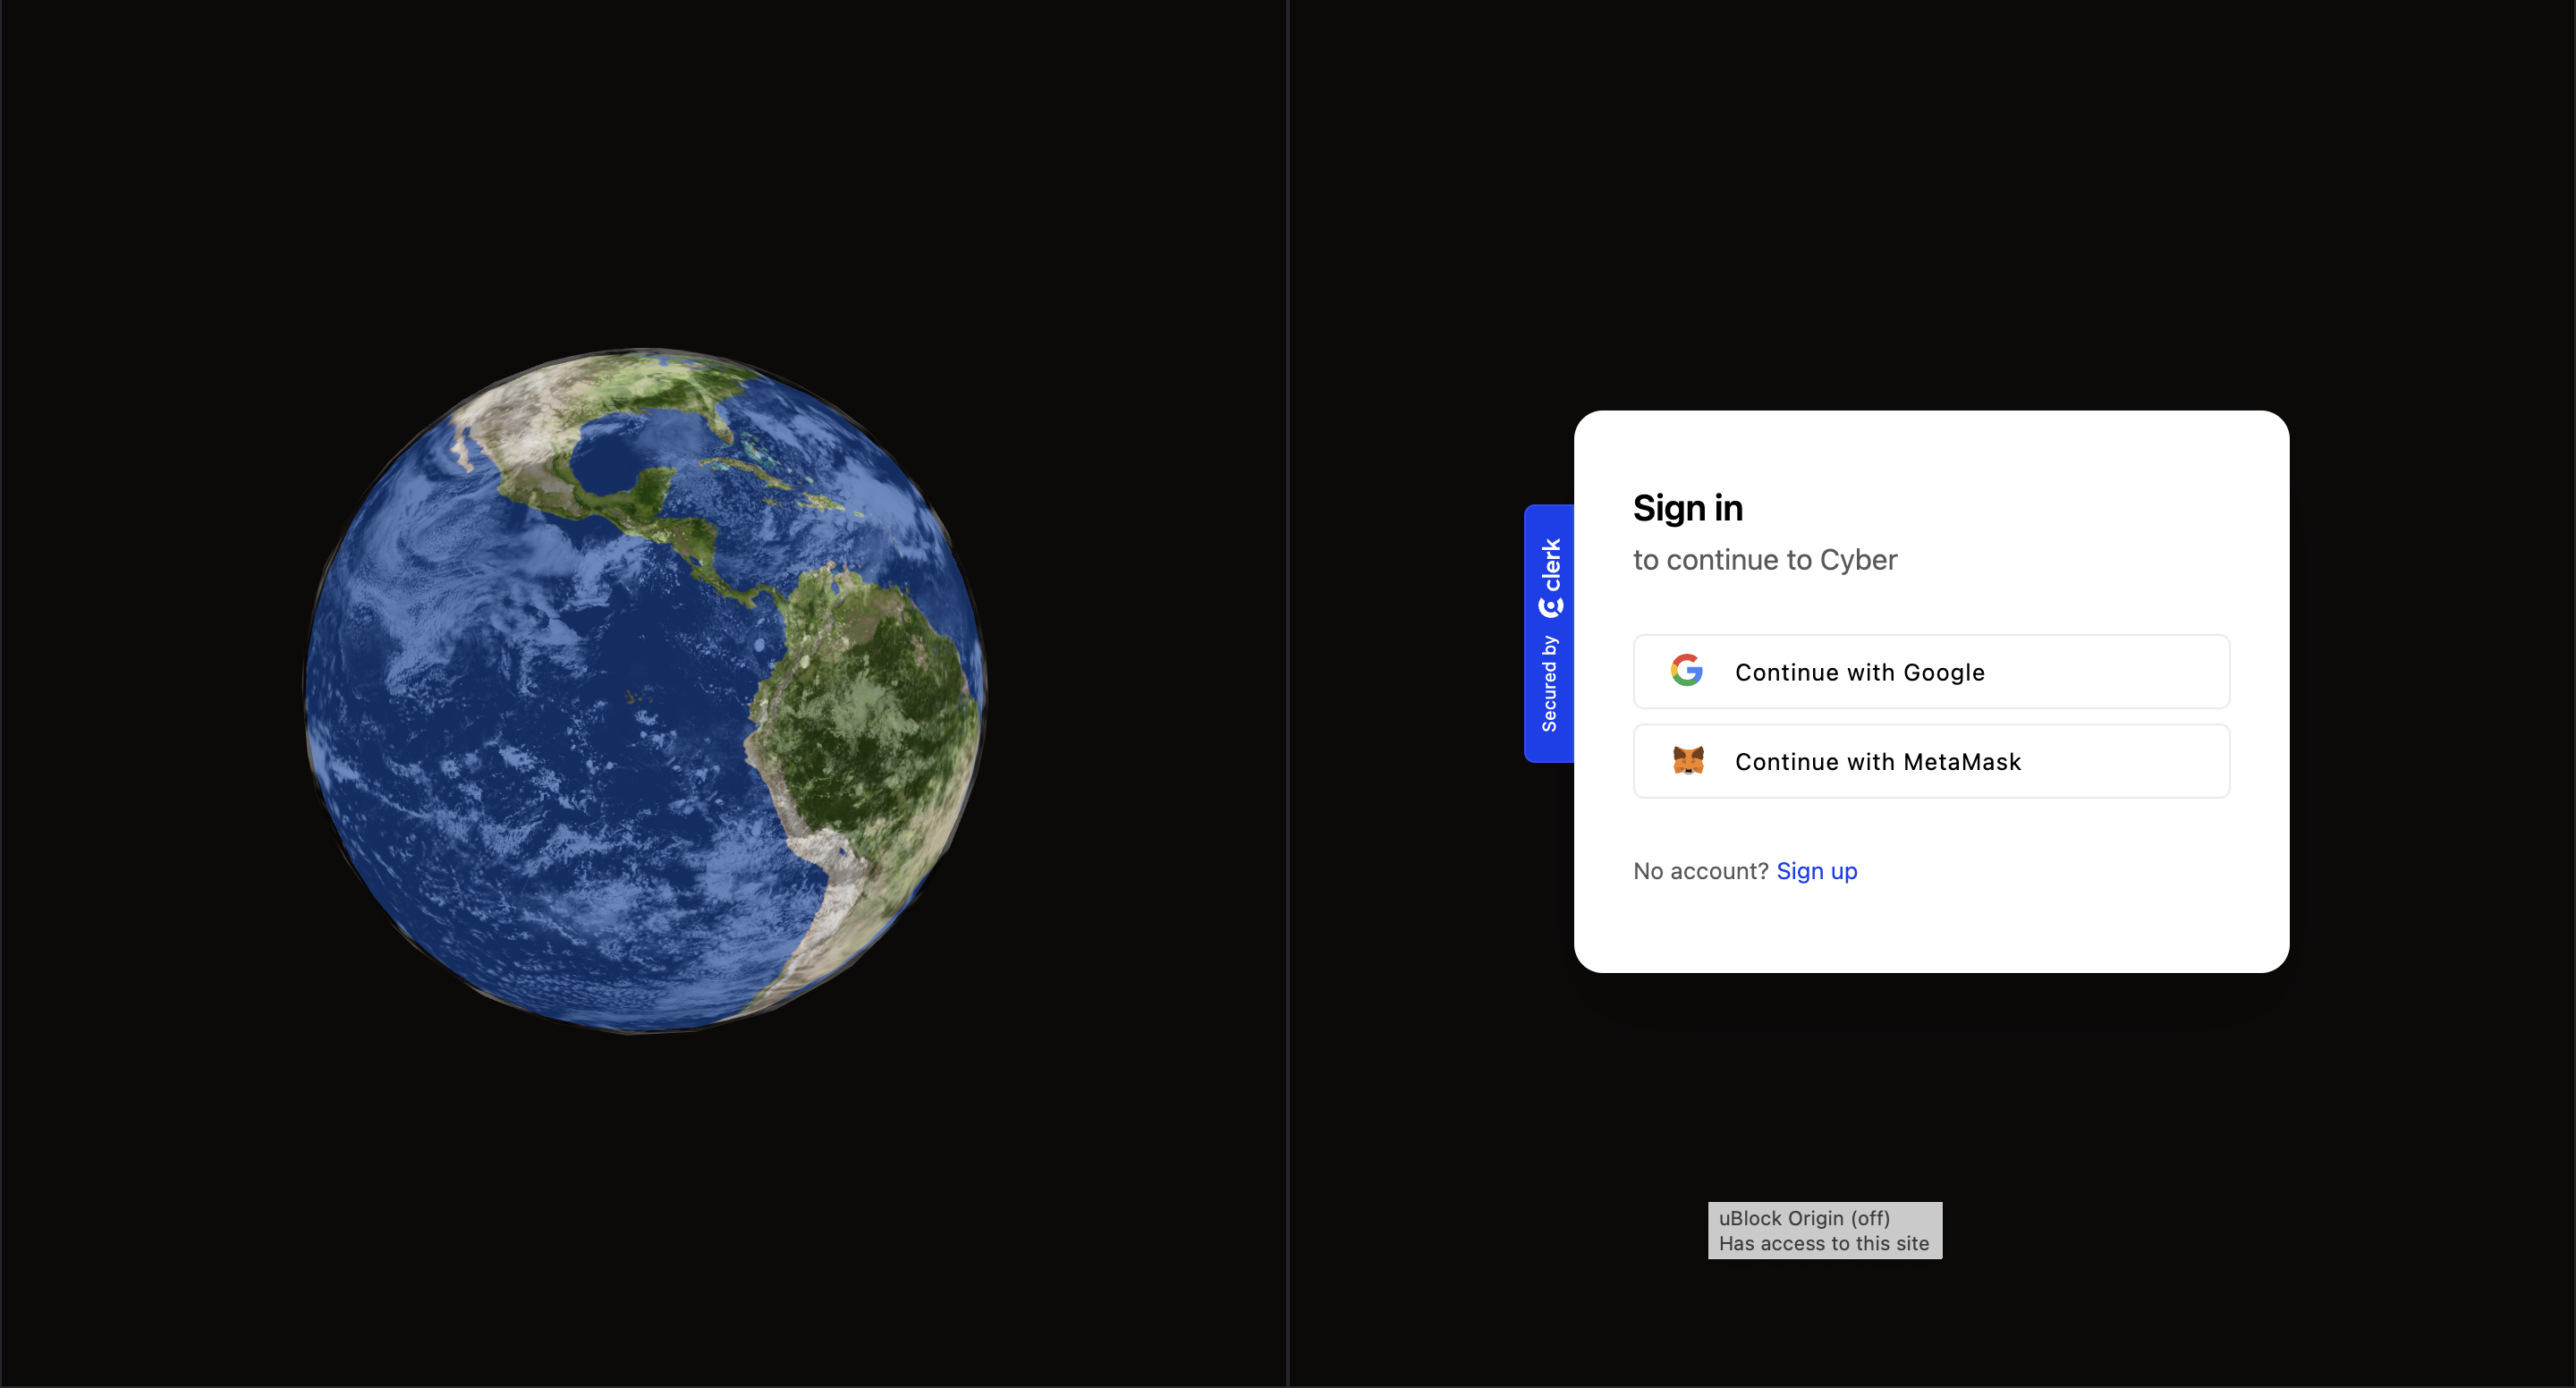 Sign in
to continue to Cyber
Secured by clerk
Continue with Google
Continue with MetaMask
No account? Sign up
uBlock Origin (off)
Has access to this site